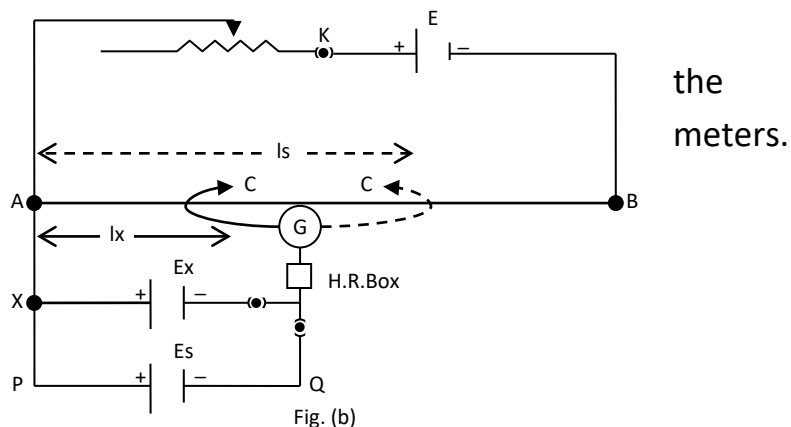 E
K
+ –
the
meters.
ls
C C
A B
G
lx
Ex
H.R.Box
X + –
Es
P + – Q
Fig. (b)